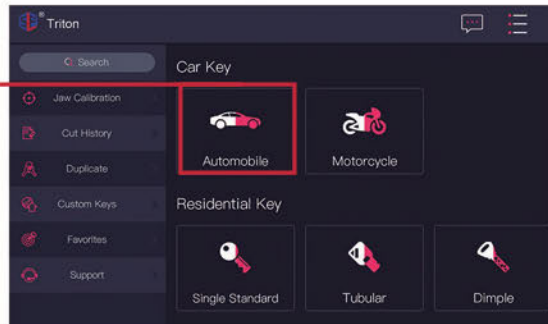 Triton
Search
Jaw Calibration
Cut History
Duplicate
Custom Keys
Favorites
Support
Car Key
Automobile
Motorcycle
Residential Key
Single Standard
Tubular
Dimple